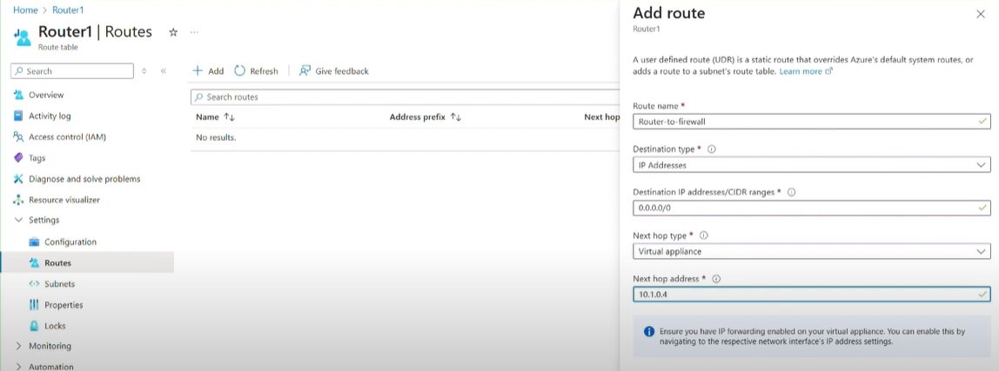 Home > Router1
Router1 | Routes
Route table
Search
Overview
Activity log
Access control (IAM)
Tags
Diagnose and solve problems
Resource visualizer
Settings
Configuration
Routes
Subnets
Properties
Locks
Monitoring
Automation
Add Refresh Give feedback
Search routes
Name Address prefix Next hop
No results.
Add route
Router1
A user defined route (UDR) is a static route that overrides Azure's default system routes, or
adds a route to a subnet's route table. Learn more
Route name *
Router-to-firewall
Destination type *
IP Addresses
Destination IP addresses/CIDR ranges *
0.0.0.0/0
Next hop type *
Virtual appliance
Next hop address *
10.1.0.4
Ensure you have IP forwarding enabled on your virtual appliance. You can enable this by
navigating to the respective network interface's IP address settings.